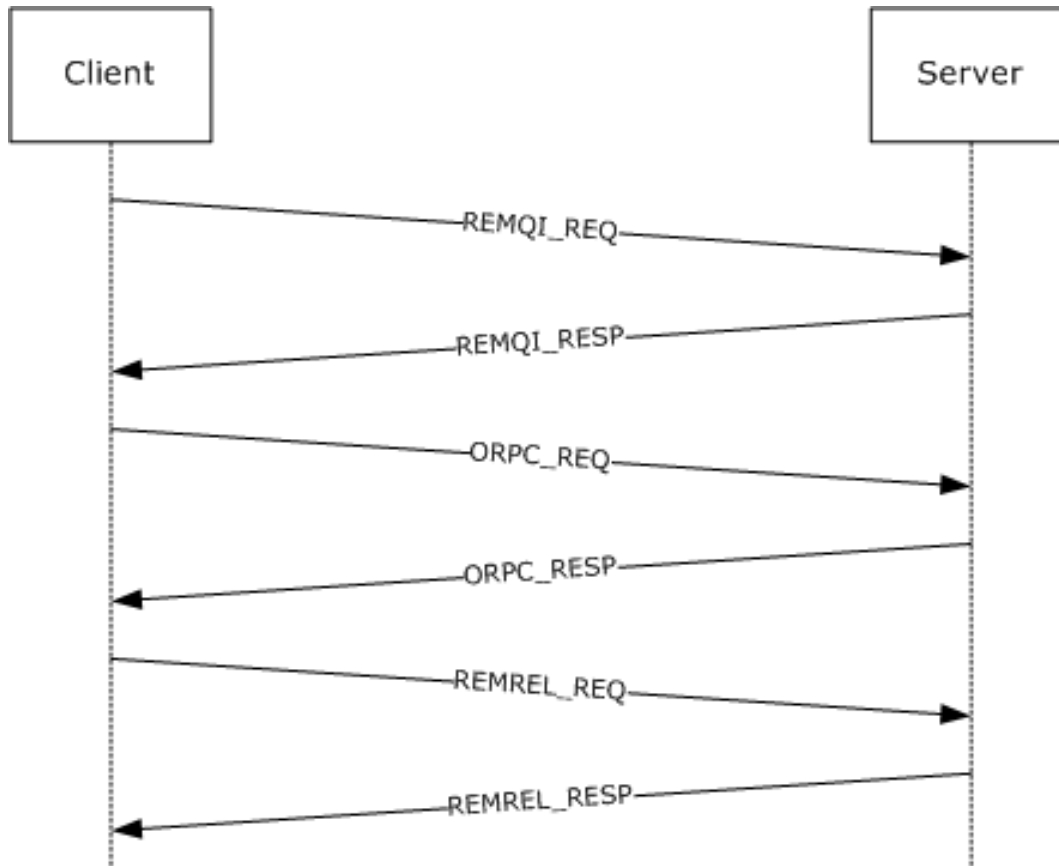 Client
Server
REMQI_REQ
REMQI_RESP
ORPC_REQ
ORPC_RESP
REMREL_REQ
REMREL_RESP